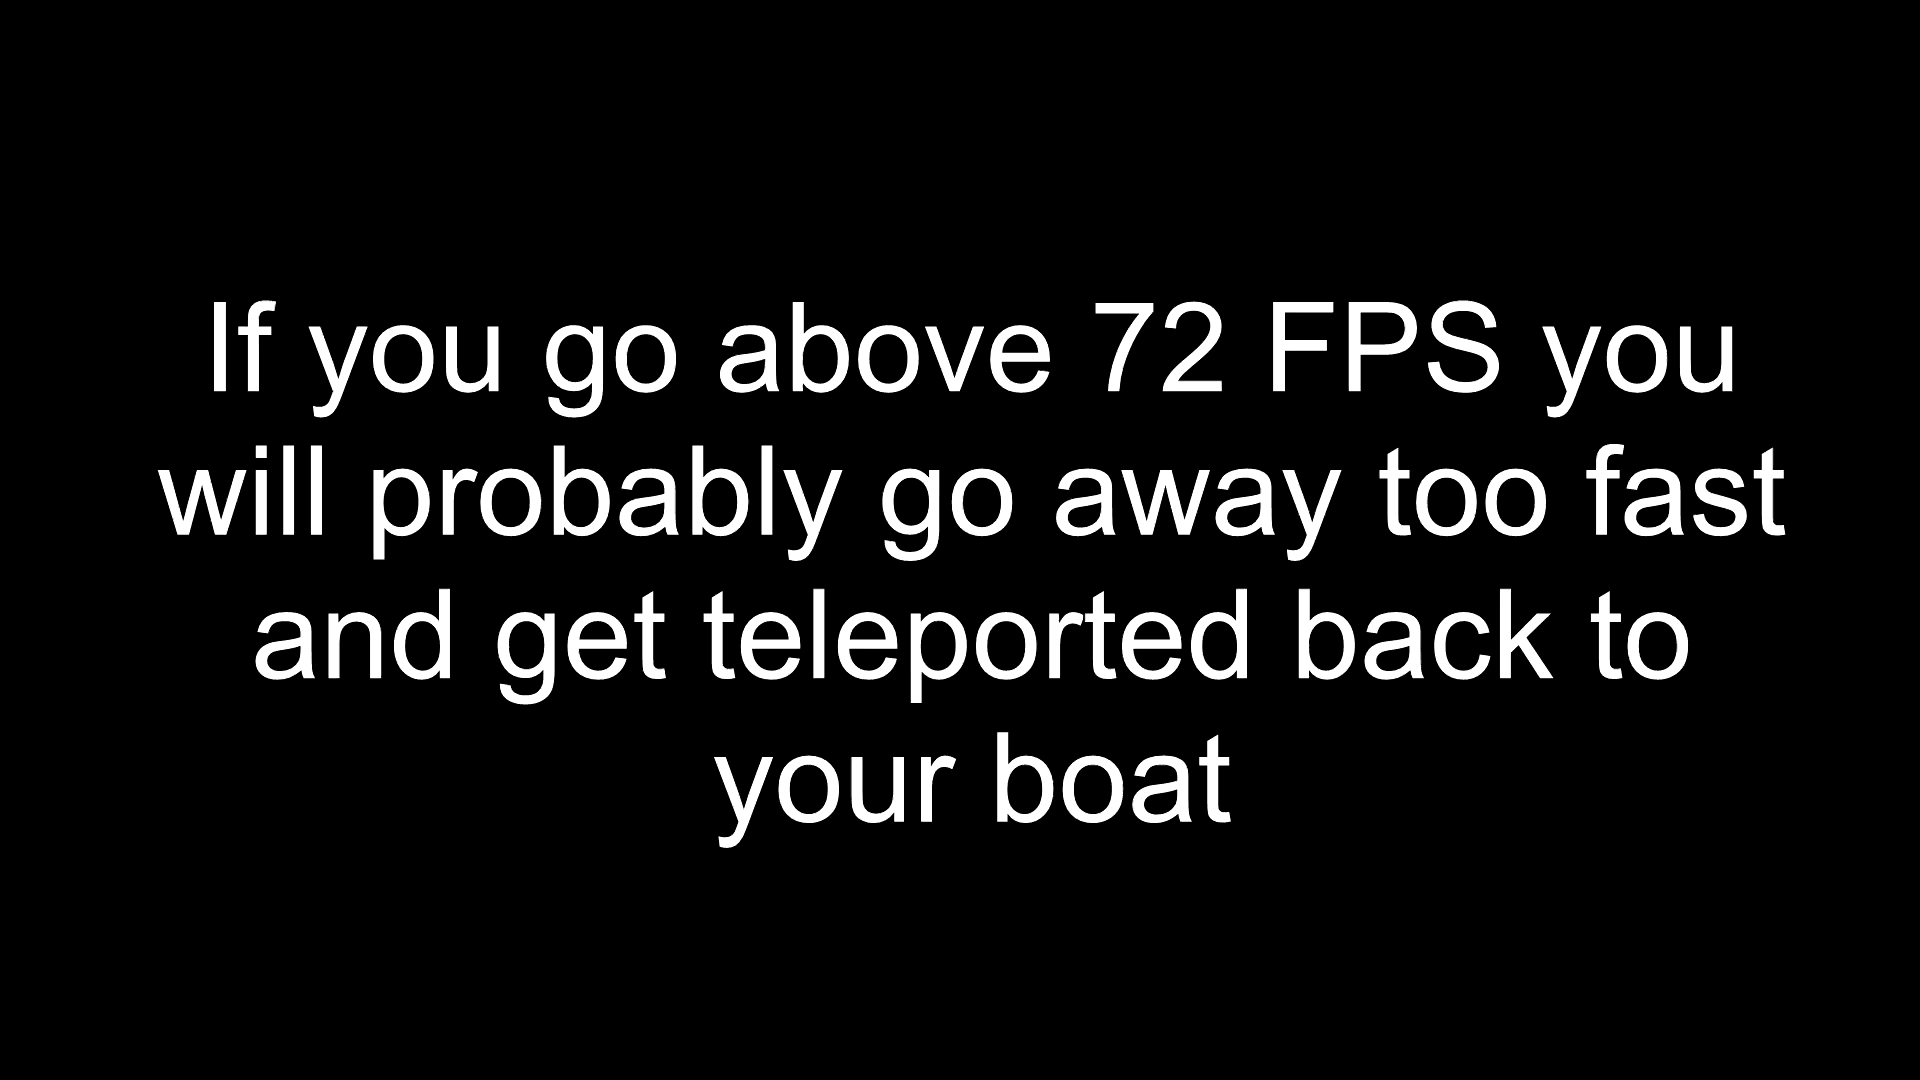 If you go above 72 FPS you
will probably go away too fast
and get teleported back to
your boat